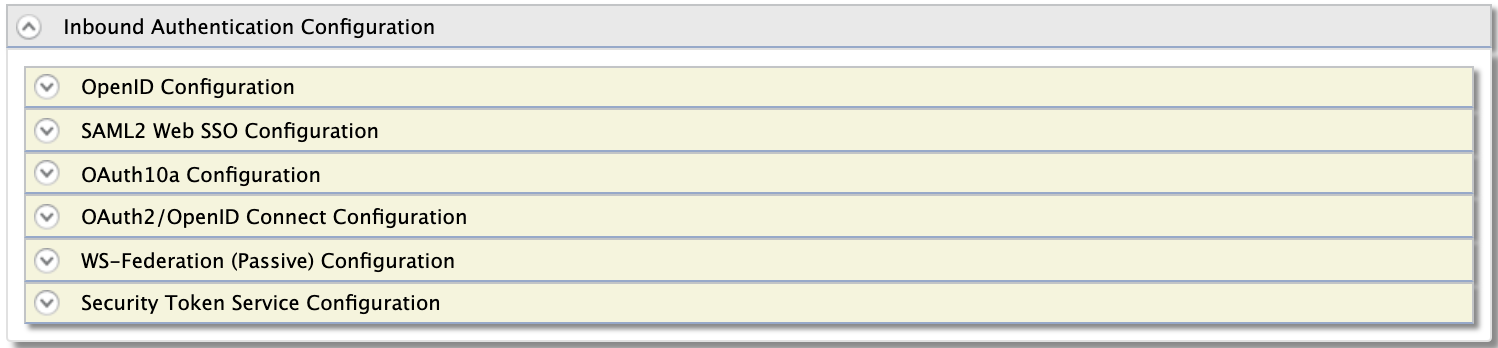 Inbound Authentication Configuration
OpenID Configuration
SAML2 Web SSO Configuration
OAuth10a Configuration
OAuth2/OpenID Connect Configuration
WS-Federation (Passive) Configuration
Security Token Service Configuration